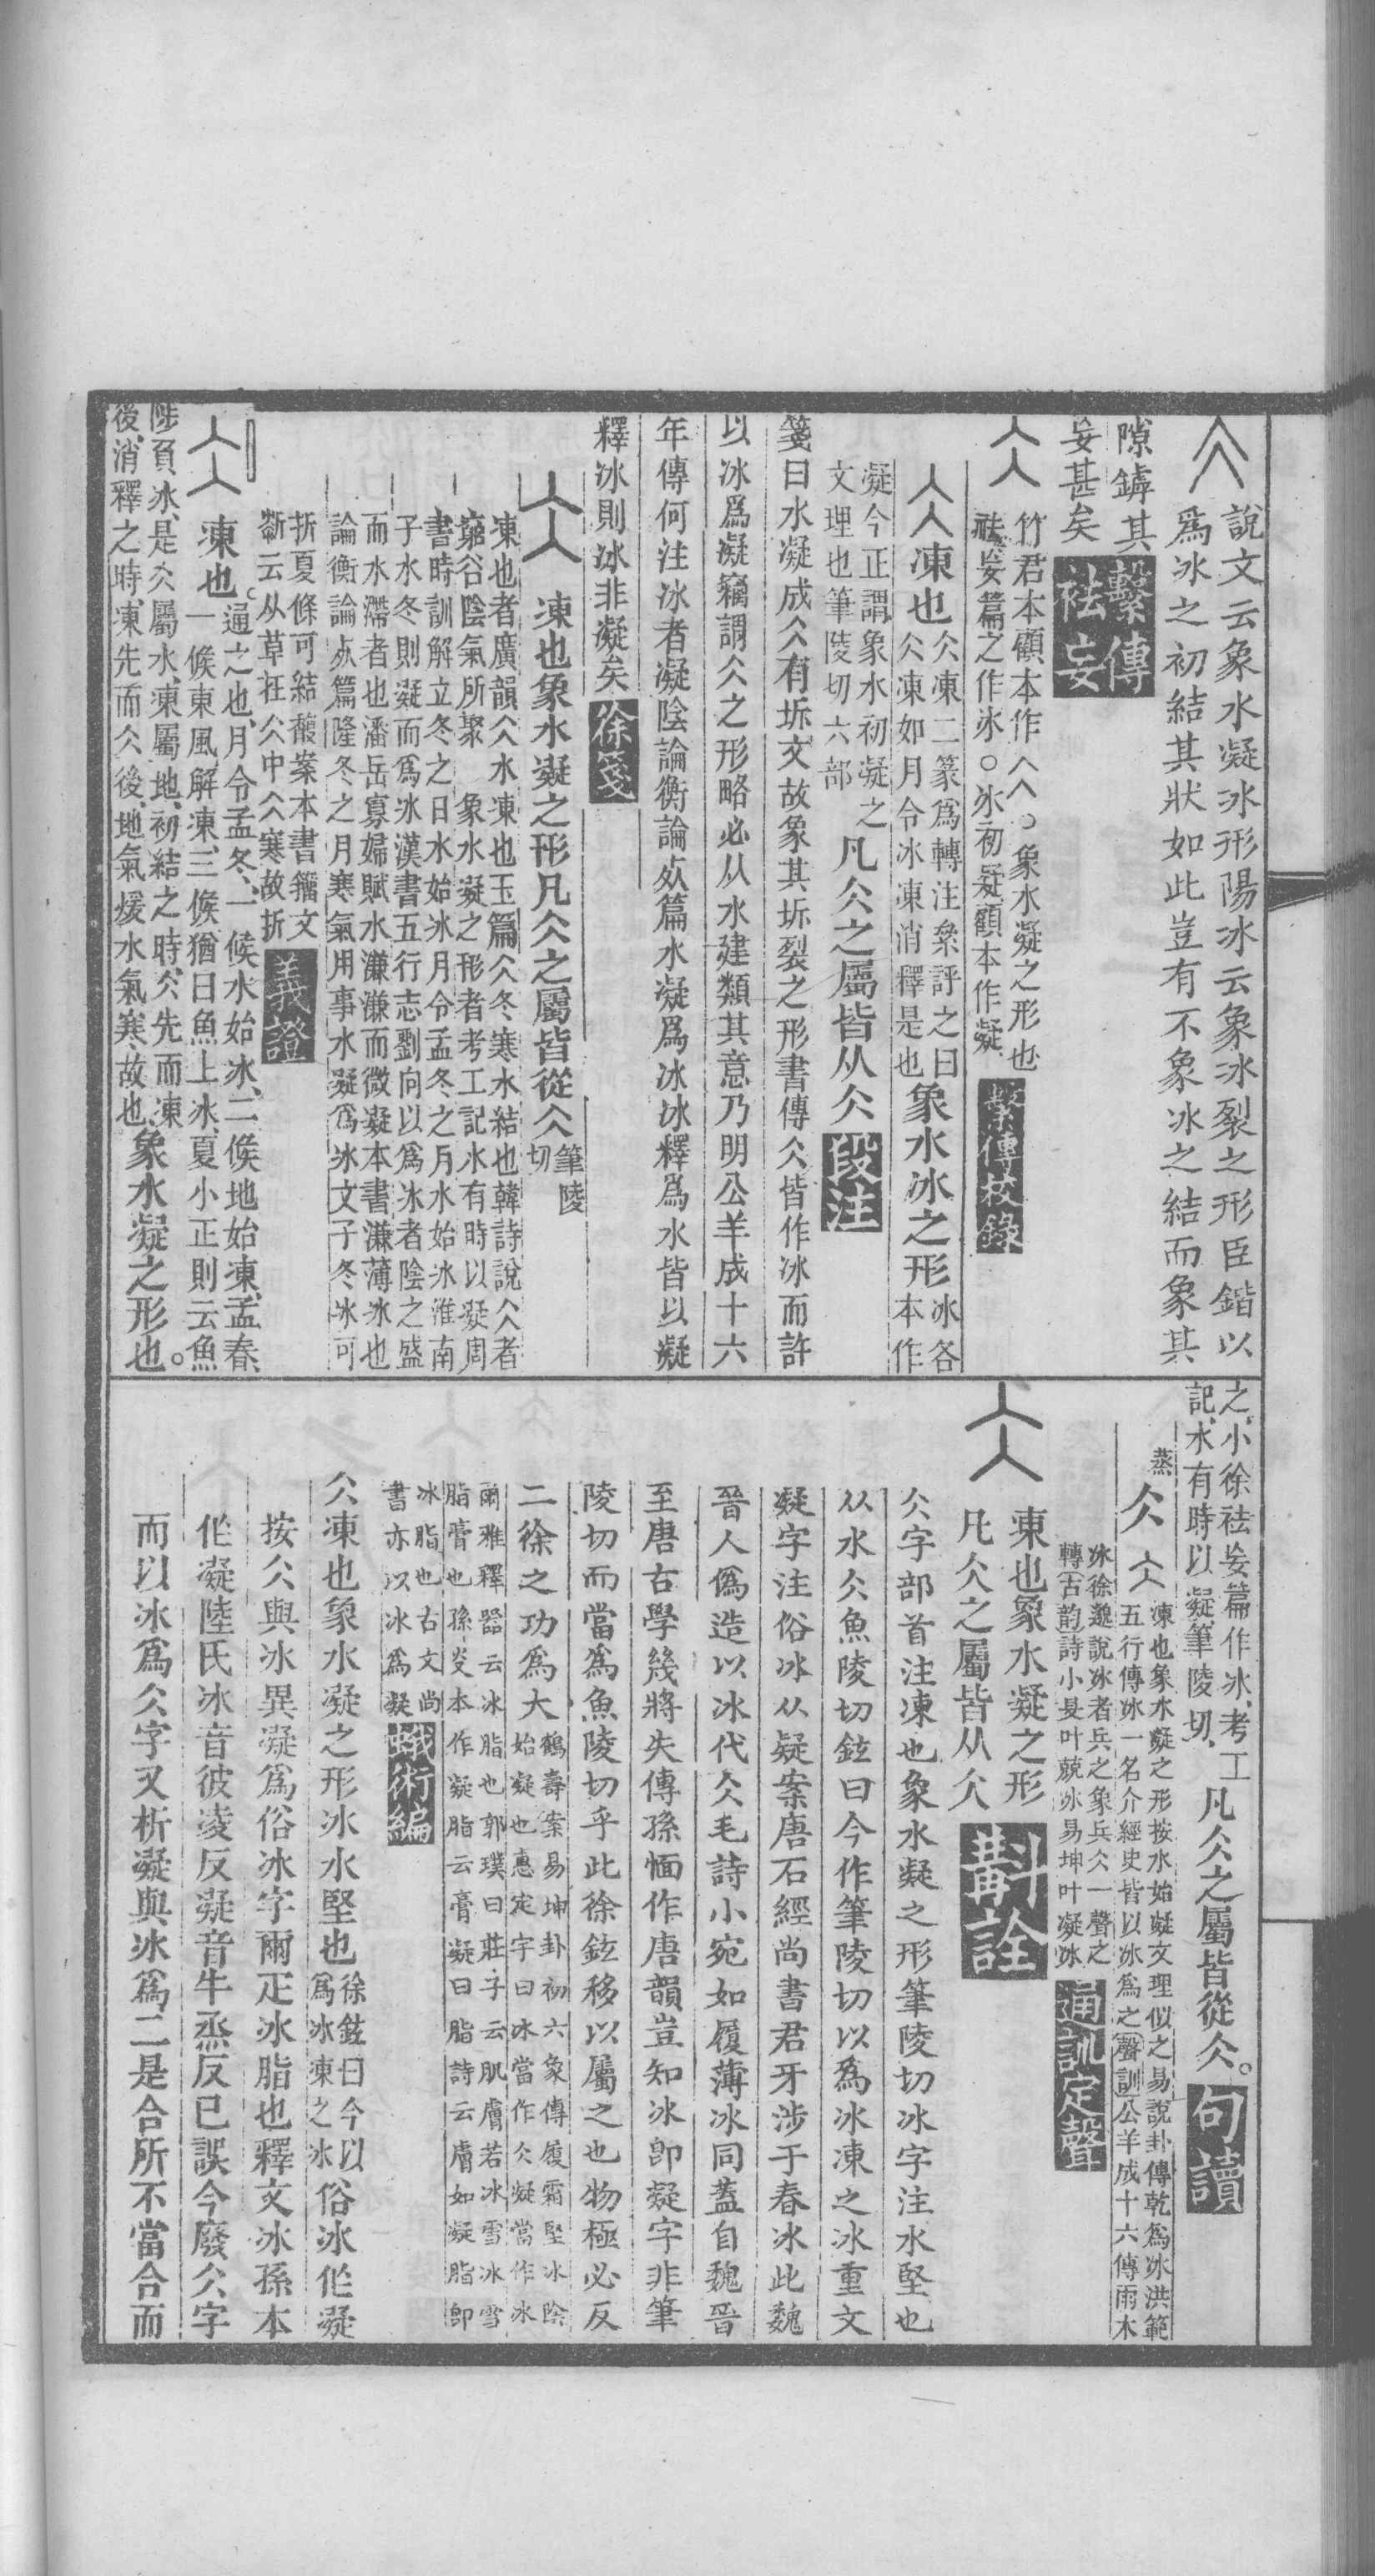 說文云象水凝冰形陽冰云象冰裂之形臣鍇以
爲冰之初結其狀如此豈有不象冰之結而象其
隙鏬其
妄甚矣
繫傳
祛妄
竹君本顧本作仌。象水凝之形也
祛妄篇之作冰。冰初凝顧本作凝
繫傳校錄
凍也
仌凍二篆爲轉注絫評之曰
仌凍如月令冰凍消釋是也
象水冰之形
冰各
本作
凝今正謂象水初凝之
文理也筆陵切六部
凡仌之屬皆从仌
段注
箋曰水凝成仌有坼文故象其坼裂之形書傳仌皆作冰而許
以冰爲凝竊謂仌之形略必从水建類其意乃明公羊成十六
年傳何注冰者凝陰論衡論死篇水凝爲冰冰釋爲水皆以凝
釋冰則冰非凝矣
徐箋
凍也象水凝之形凡仌之屬皆從仌
筆陵
切
凍也者廣韻仌水凍也玉篇仌冬寒水結也韓詩說仌者
窮谷陰氣所聚 象水凝之形者考工記水有時以凝周
書時訓解立冬之日水始冰月令孟冬之月水始冰淮南
子水冬則凝而爲冰漢書五行志劉向以爲冰者陰之盛
而水滯者也潘岳寡婦賦水溓溓而微凝本書溓薄冰也
論衡論死篇隆冬之月寒氣用事水凝爲冰文子冬冰可
折夏條可結馥案本書籀文
斷云从草在仌中仌寒故折
義證
凍也。
通之也、月令孟冬、一候水始冰、二候地始凍、孟春、
一候東風解凍、三候猶曰魚上冰、夏小正則云魚
陟負冰、是仌屬水、凍屬地、初結之時、仌先而凍
後、消釋之時、凍先而仌後、地氣煖水氣寒、故也、
象水凝之形也。
之、小徐祛妄篇作冰、考工
記、水有時以凝、筆陵切、
凡仌之屬皆從仌。
句讀
蒸
仌
凍也象水凝之形按水始凝文理似之易說卦傳乾爲冰洪範
五行傳冰一名介經史皆以冰爲之聲訓公羊成十六傳雨木
冰徐邈說冰者兵之象兵仌一聲之
轉古韵詩小旻叶兢冰易坤叶凝冰
通訓定聲
凍也象水凝之形
凡仌之屬皆从仌
斠詮
仌字部首注凍也象水凝之形筆陵切冰字注水堅也
从水仌魚陵切鉉曰今作筆陵切以爲冰凍之冰重文
凝字注俗冰从疑案唐石經尚書君牙涉于春冰此魏
晉人僞造以冰代仌毛詩小宛如履薄冰同蓋自魏晉
至唐古學幾將失傳孫愐作唐韻豈知冰卽凝字非筆
陵切而當爲魚陵切乎此徐鉉移以屬之也物極必反
二徐之功爲大
鶴壽案易坤卦初六象傳履霜堅冰陰
始凝也惠定宇曰冰當作仌凝當作冰
爾雅釋器云冰脂也郭璞曰莊子云肌膚若冰雪冰雪
脂膏也孫炎本作凝脂云膏凝曰脂詩云膚如凝脂卽
冰脂也古文尚
書亦以冰爲凝
蛾術編
仌凍也象水凝之形冰水堅也
徐鉉曰今以
爲冰凍之冰
俗冰作凝
按仌與冰異凝爲俗冰字爾疋冰脂也釋文冰孫本
作凝陸氏冰音彼凌反凝音牛烝反已誤今廢仌字
而以冰爲仌字又析凝與冰爲二是合所不當合而